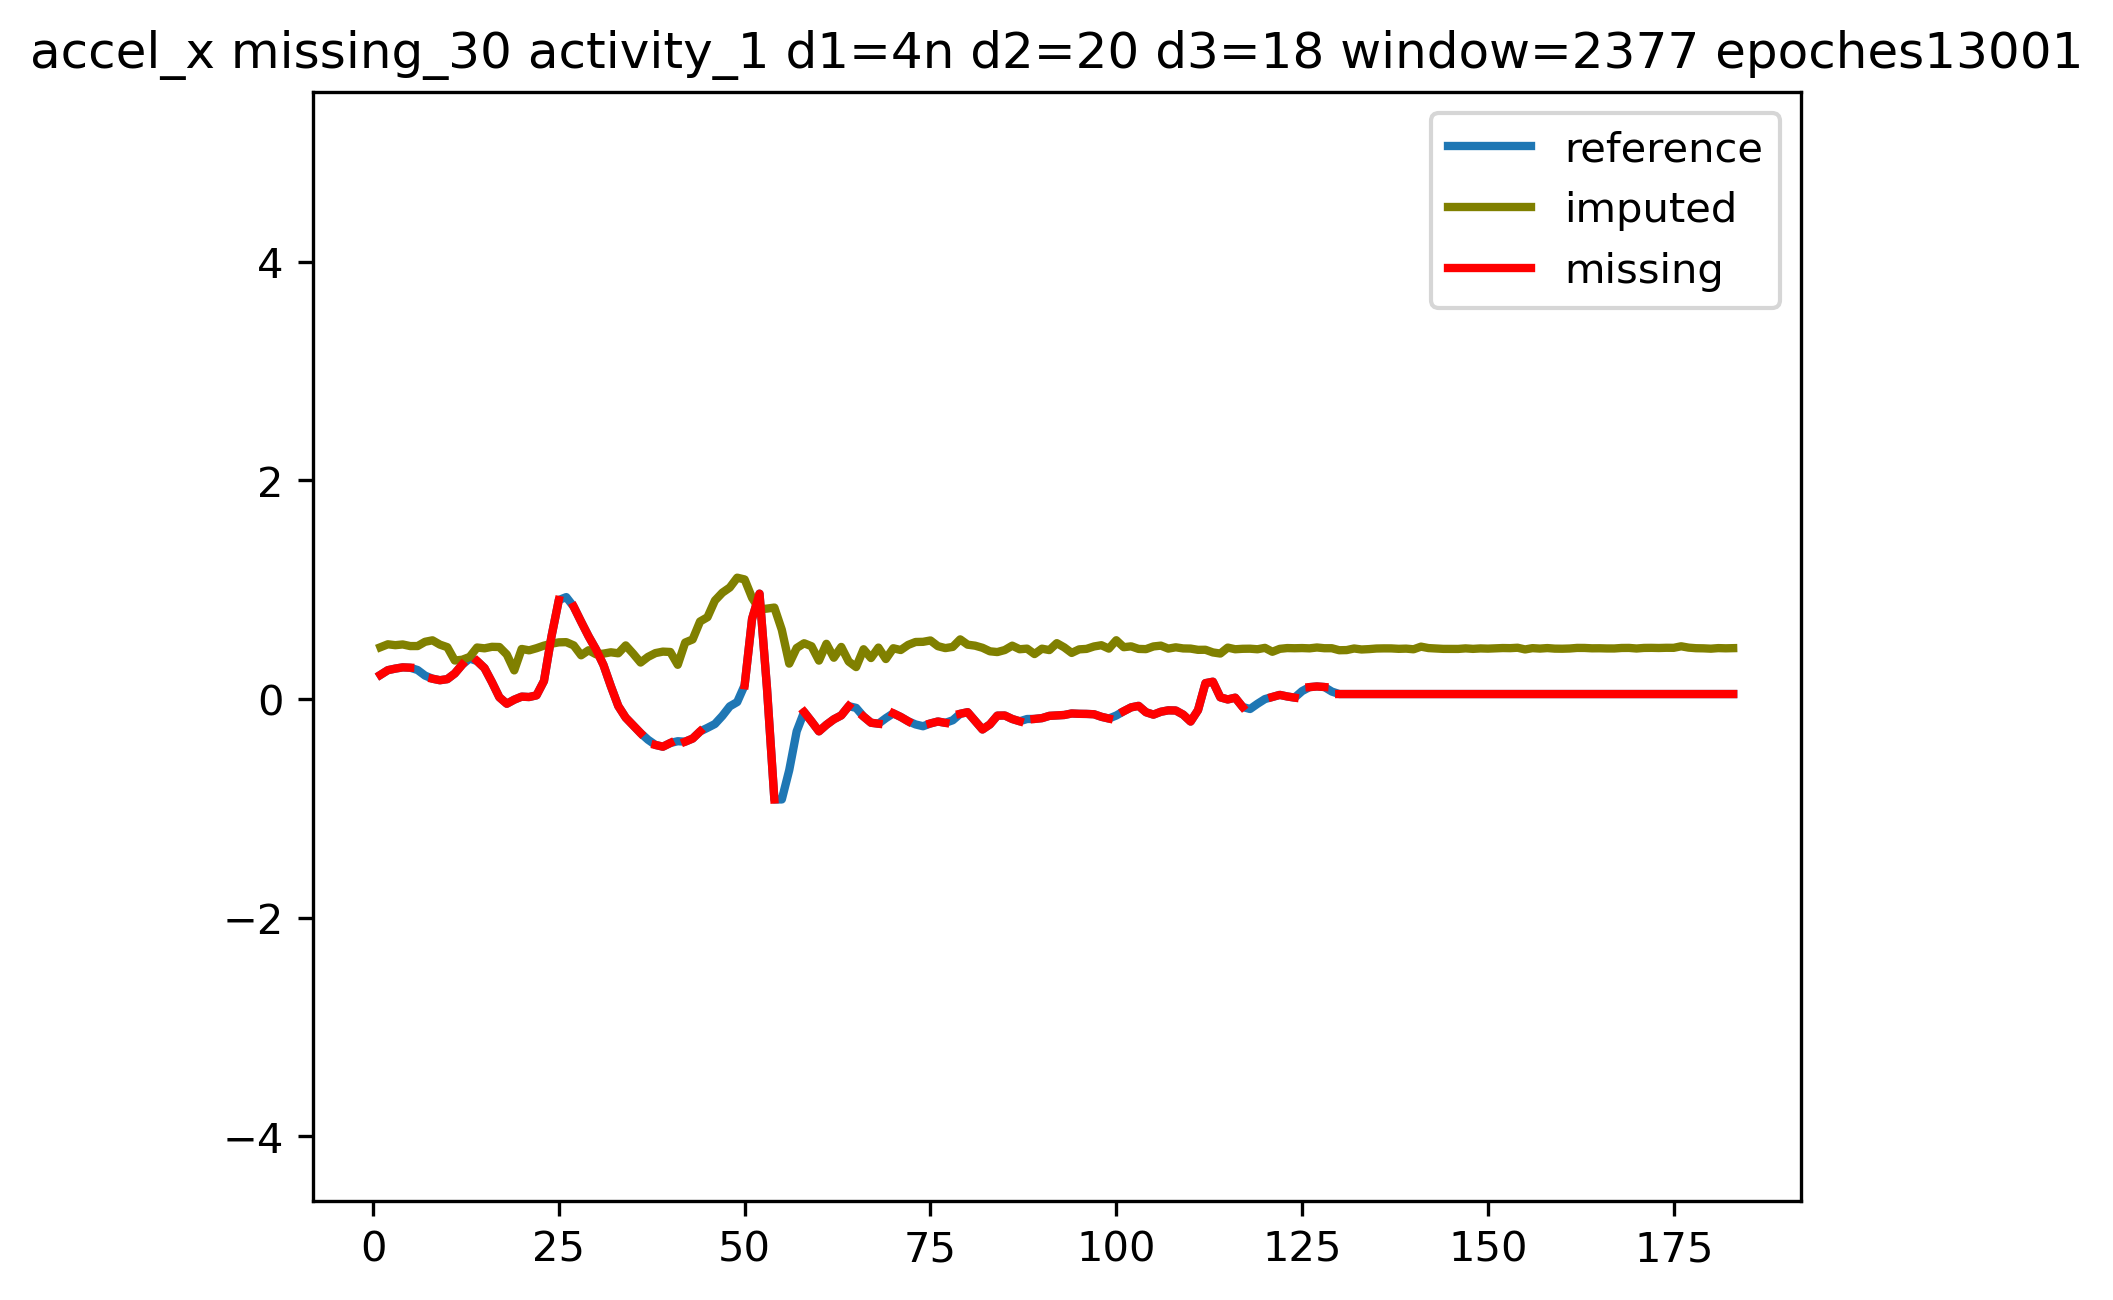 accel_x missing_30 activity_1 d1=4n d2=20 d3=18 window=2377 epoches13001
reference
imputed
missing
4
2
0
−2
−4
0 25 50 75 100 125 150 175